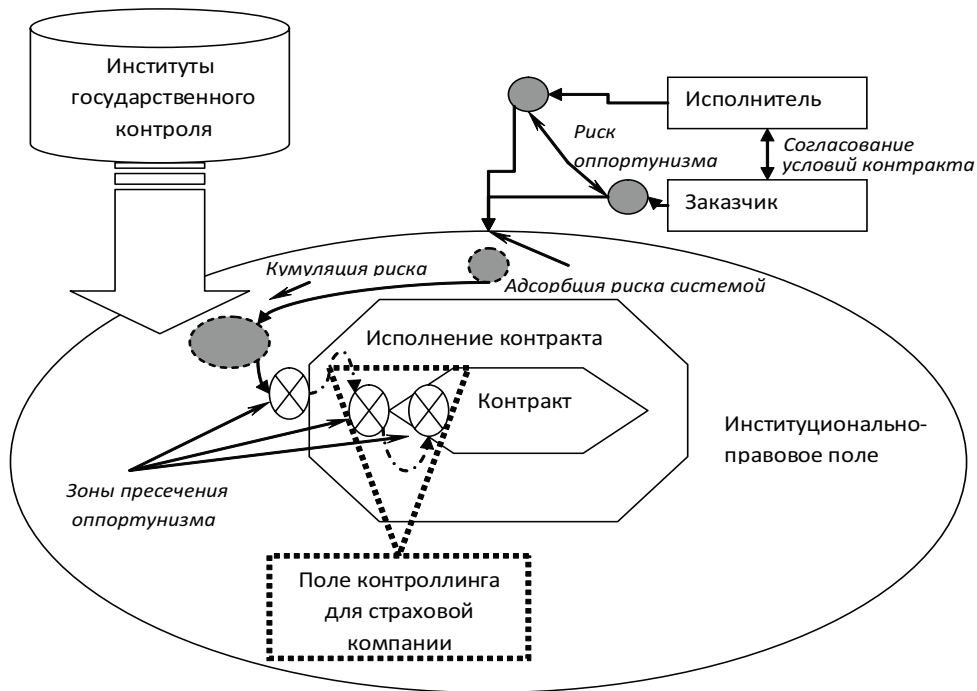 Институты
государственного
контроля
Исполнитель
Риск
оппортунизма
Согласование
условий контракта
Заказчик
Кумуляция риска
Адсорбция риска системой
Исполнение контракта
Контракт
Институционально-
правовое поле
Зоны пресечения
оппортунизма
Поле контроллинга
для страховой
компании